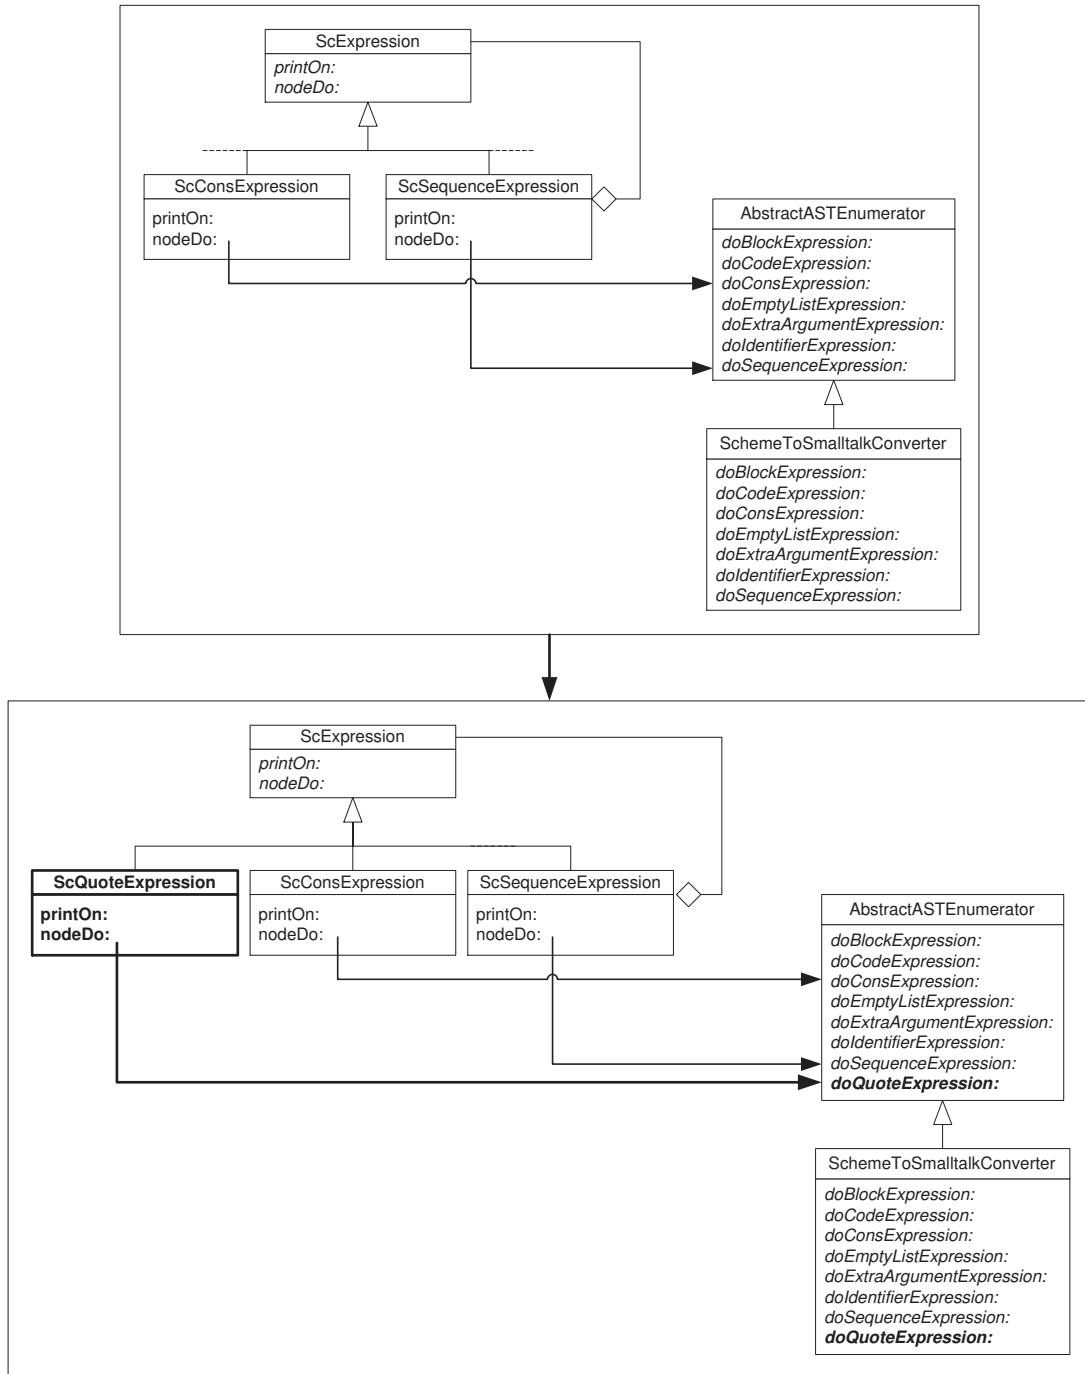 ScExpression
printOn:
nodeDo:
ScConsExpression
printOn:
nodeDo:
ScSequenceExpression
printOn:
nodeDo:
AbstractASTEnumerator
doBlockExpression:
doCodeExpression:
doConsExpression:
doEmptyListExpression:
doExtraArgumentExpression:
doIdentifierExpression:
doSequenceExpression:
SchemeToSmalltalkConverter
doBlockExpression:
doCodeExpression:
doConsExpression:
doEmptyListExpression:
doExtraArgumentExpression:
doIdentifierExpression:
doSequenceExpression:
ScExpression
printOn:
nodeDo:
ScQuoteExpression
printOn:
nodeDo:
ScConsExpression
printOn:
nodeDo:
ScSequenceExpression
printOn:
nodeDo:
AbstractASTEnumerator
doBlockExpression:
doCodeExpression:
doConsExpression:
doEmptyListExpression:
doExtraArgumentExpression:
doIdentifierExpression:
doSequenceExpression:
doQuoteExpression:
SchemeToSmalltalkConverter
doBlockExpression:
doCodeExpression:
doConsExpression:
doEmptyListExpression:
doExtraArgumentExpression:
doIdentifierExpression:
doSequenceExpression:
doQuoteExpression: